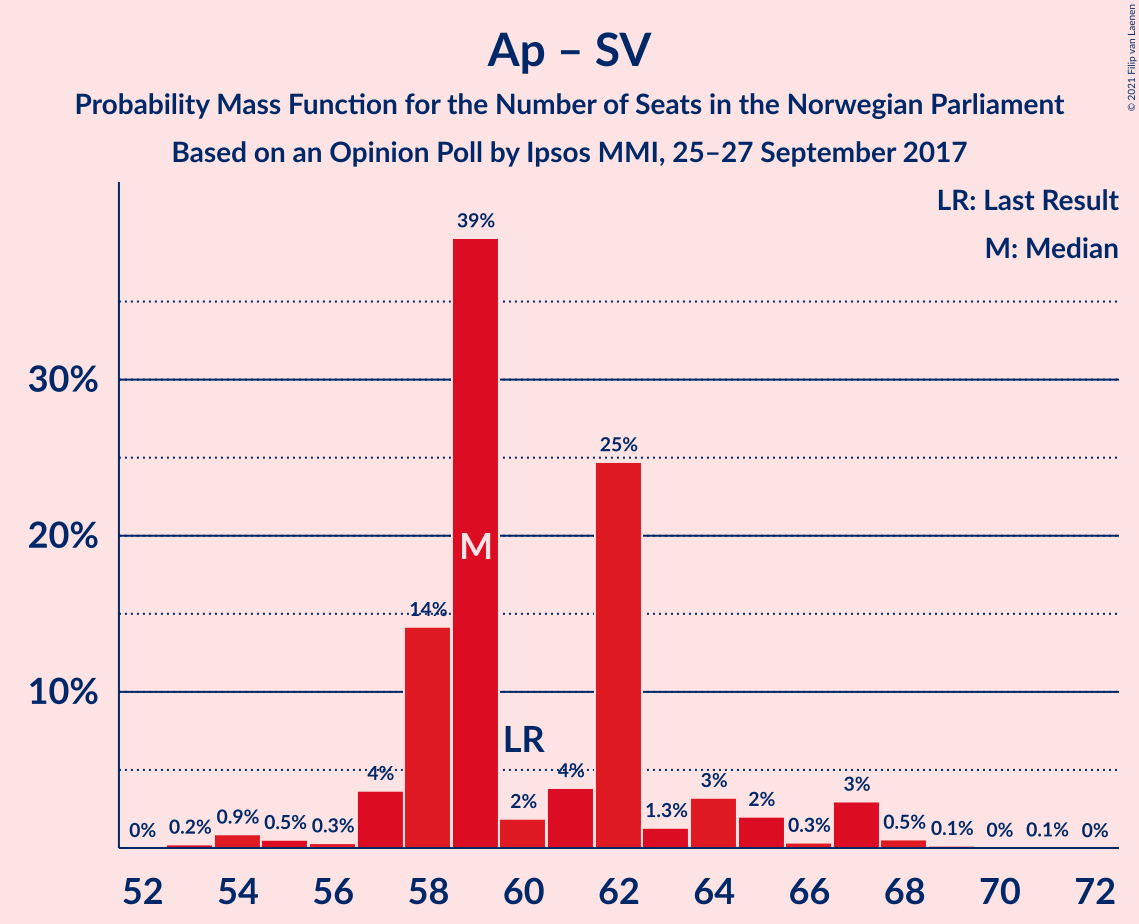 Ap – SV
Probability Mass Function for the Number of Seats in the Norwegian Parliament
Based on an Opinion Poll by Ipsos MMI, 25–27 September 2017
© 2021 Filip van Laenen
LR: Last Result
M: Median
39%
30%
25%
20%
M
14%
10%
LR
4%
4%
3%
3%
2%
2%
1.3%
0%
0.2%
0.9%
0.5%
0.3%
0.3%
0.5%
0.1%
0%
0.1%
0%
52 54 56 58 60 62 64 66 68 70 72